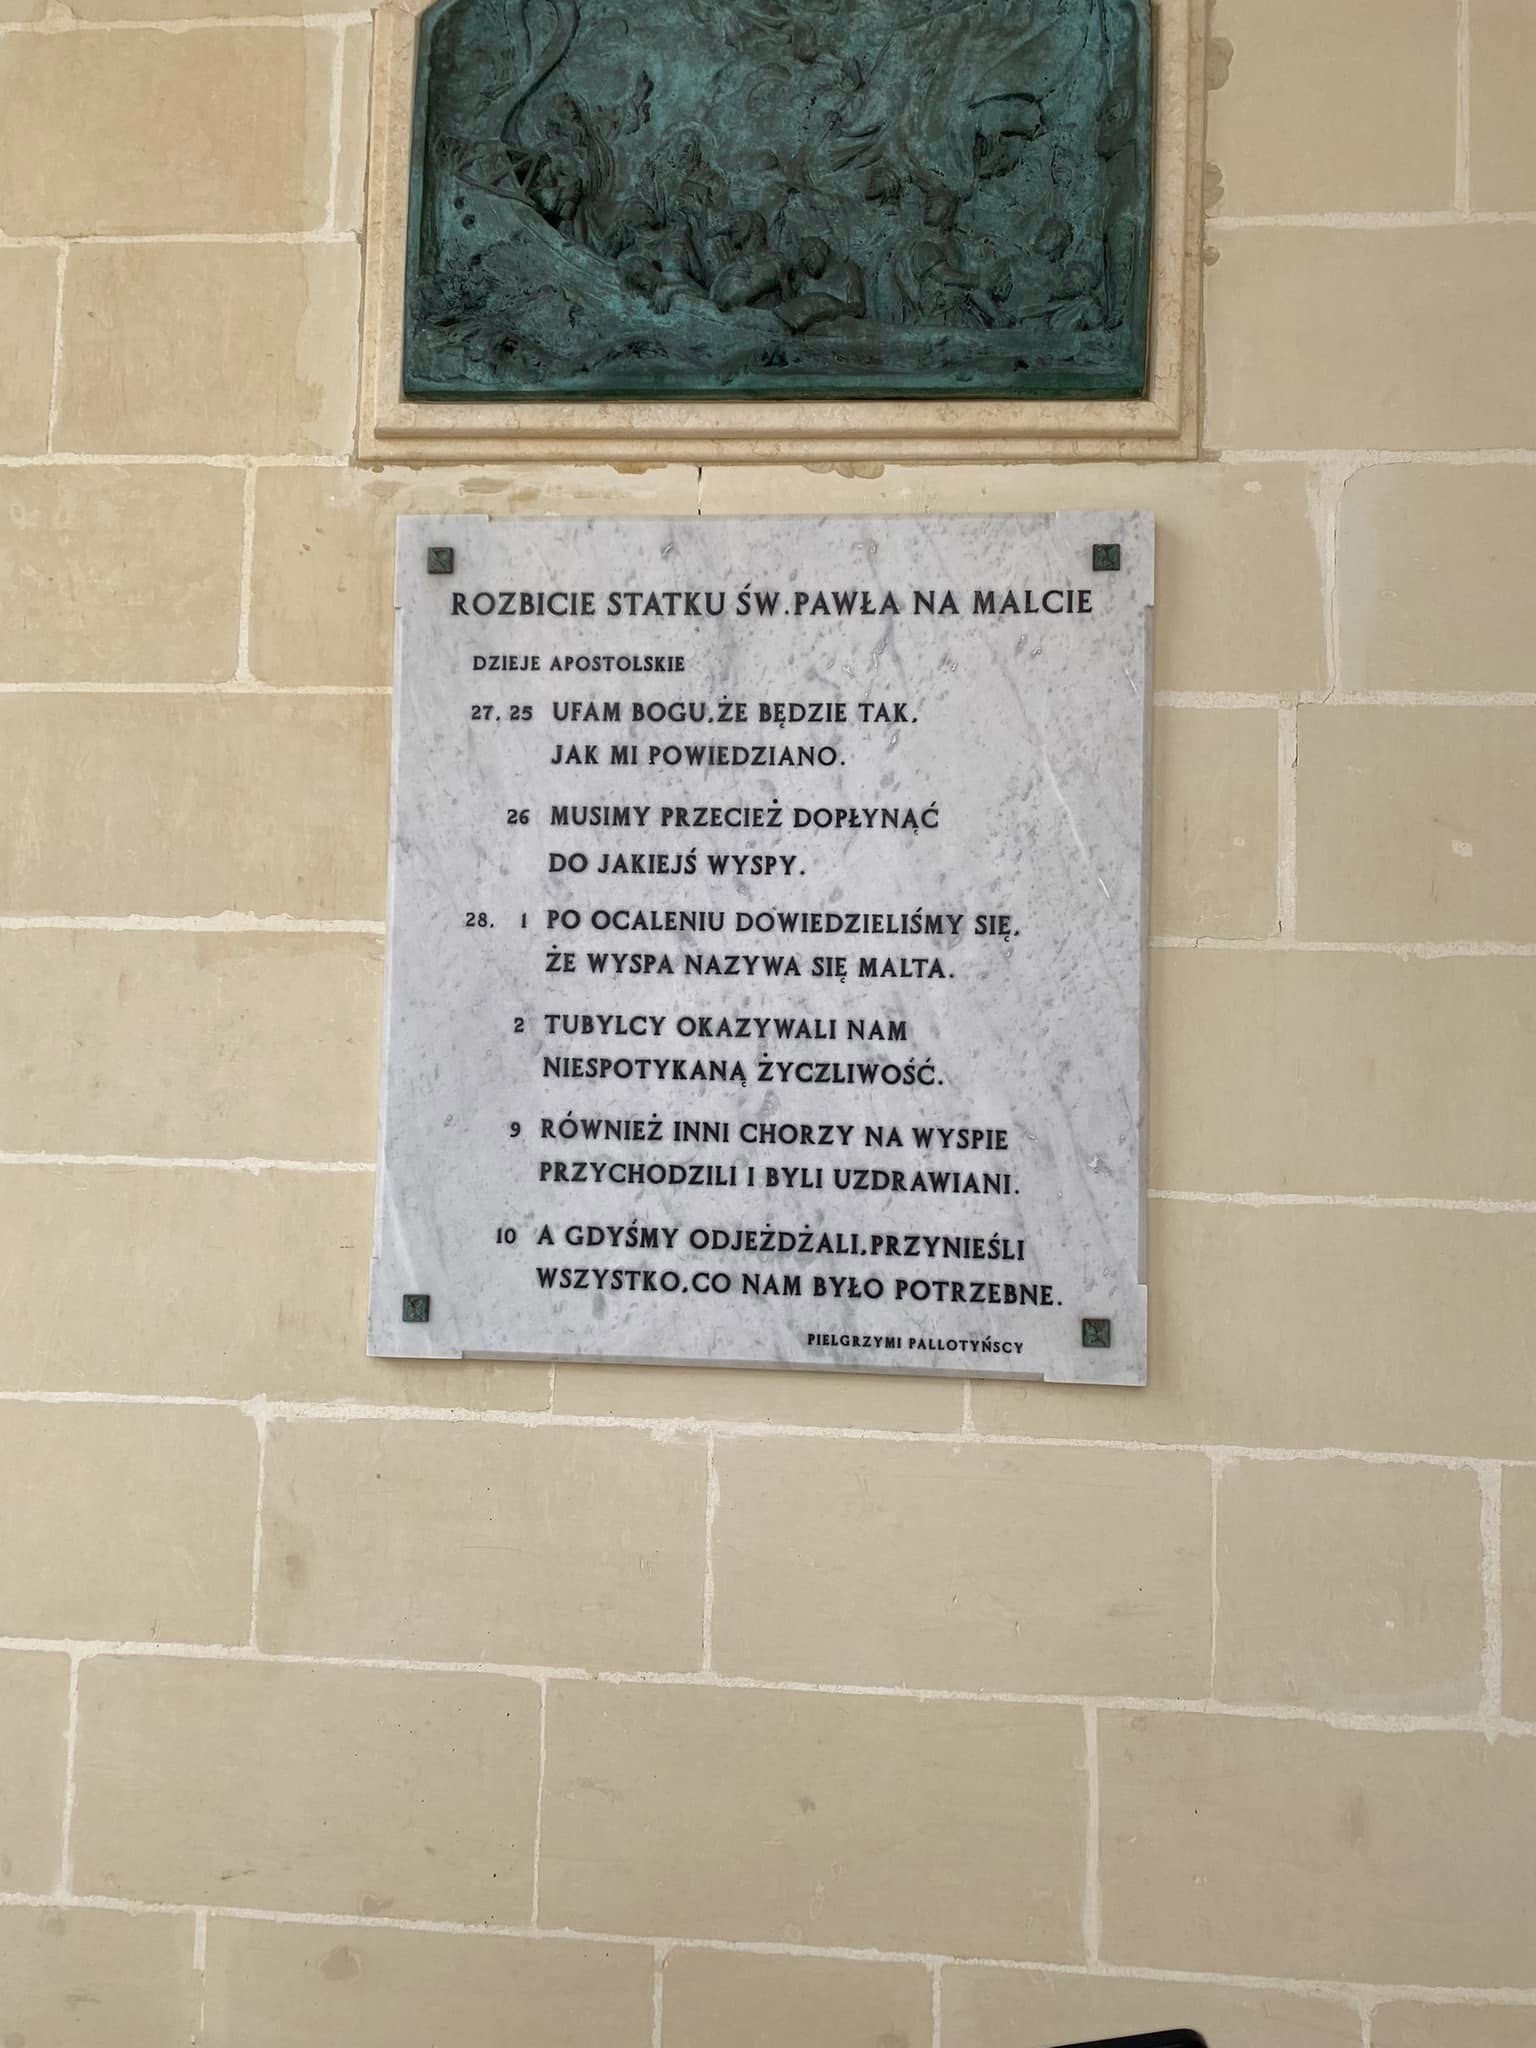 ROZBICIE STATKU ŚW.PAWŁA NA MALCIE
DZIEJE APOSTOLSKIE
27, 25 UFAM BOGU,ŻE BĘDZIE TAK,
JAK MI POWIEDZIANO.
26 MUSIMY PRZECIEŻ DOPŁYNĄĆ
DO JAKIEJŚ WYSPY.
28, 1 PO OCALENIU DOWIEDZIELIŚMY SIĘ,
ŻE WYSPA NAZYWA SIĘ MALTA.
2 TUBYLCY OKAZYWALI NAM
NIESPOTYKANĄ ŻYCZLIWOŚĆ.
9 RÓWNIEŻ INNI CHORZY NA WYSPIE
PRZYCHODZILI I BYLI UZDRAWIANI.
10 A GDYŚMY ODJEŻDŻALI,PRZYNIEŚLI
WSZYSTKO,CO NAM BYŁO POTRZEBNE.
PIELGRZYMI PALLOTYŃSCY